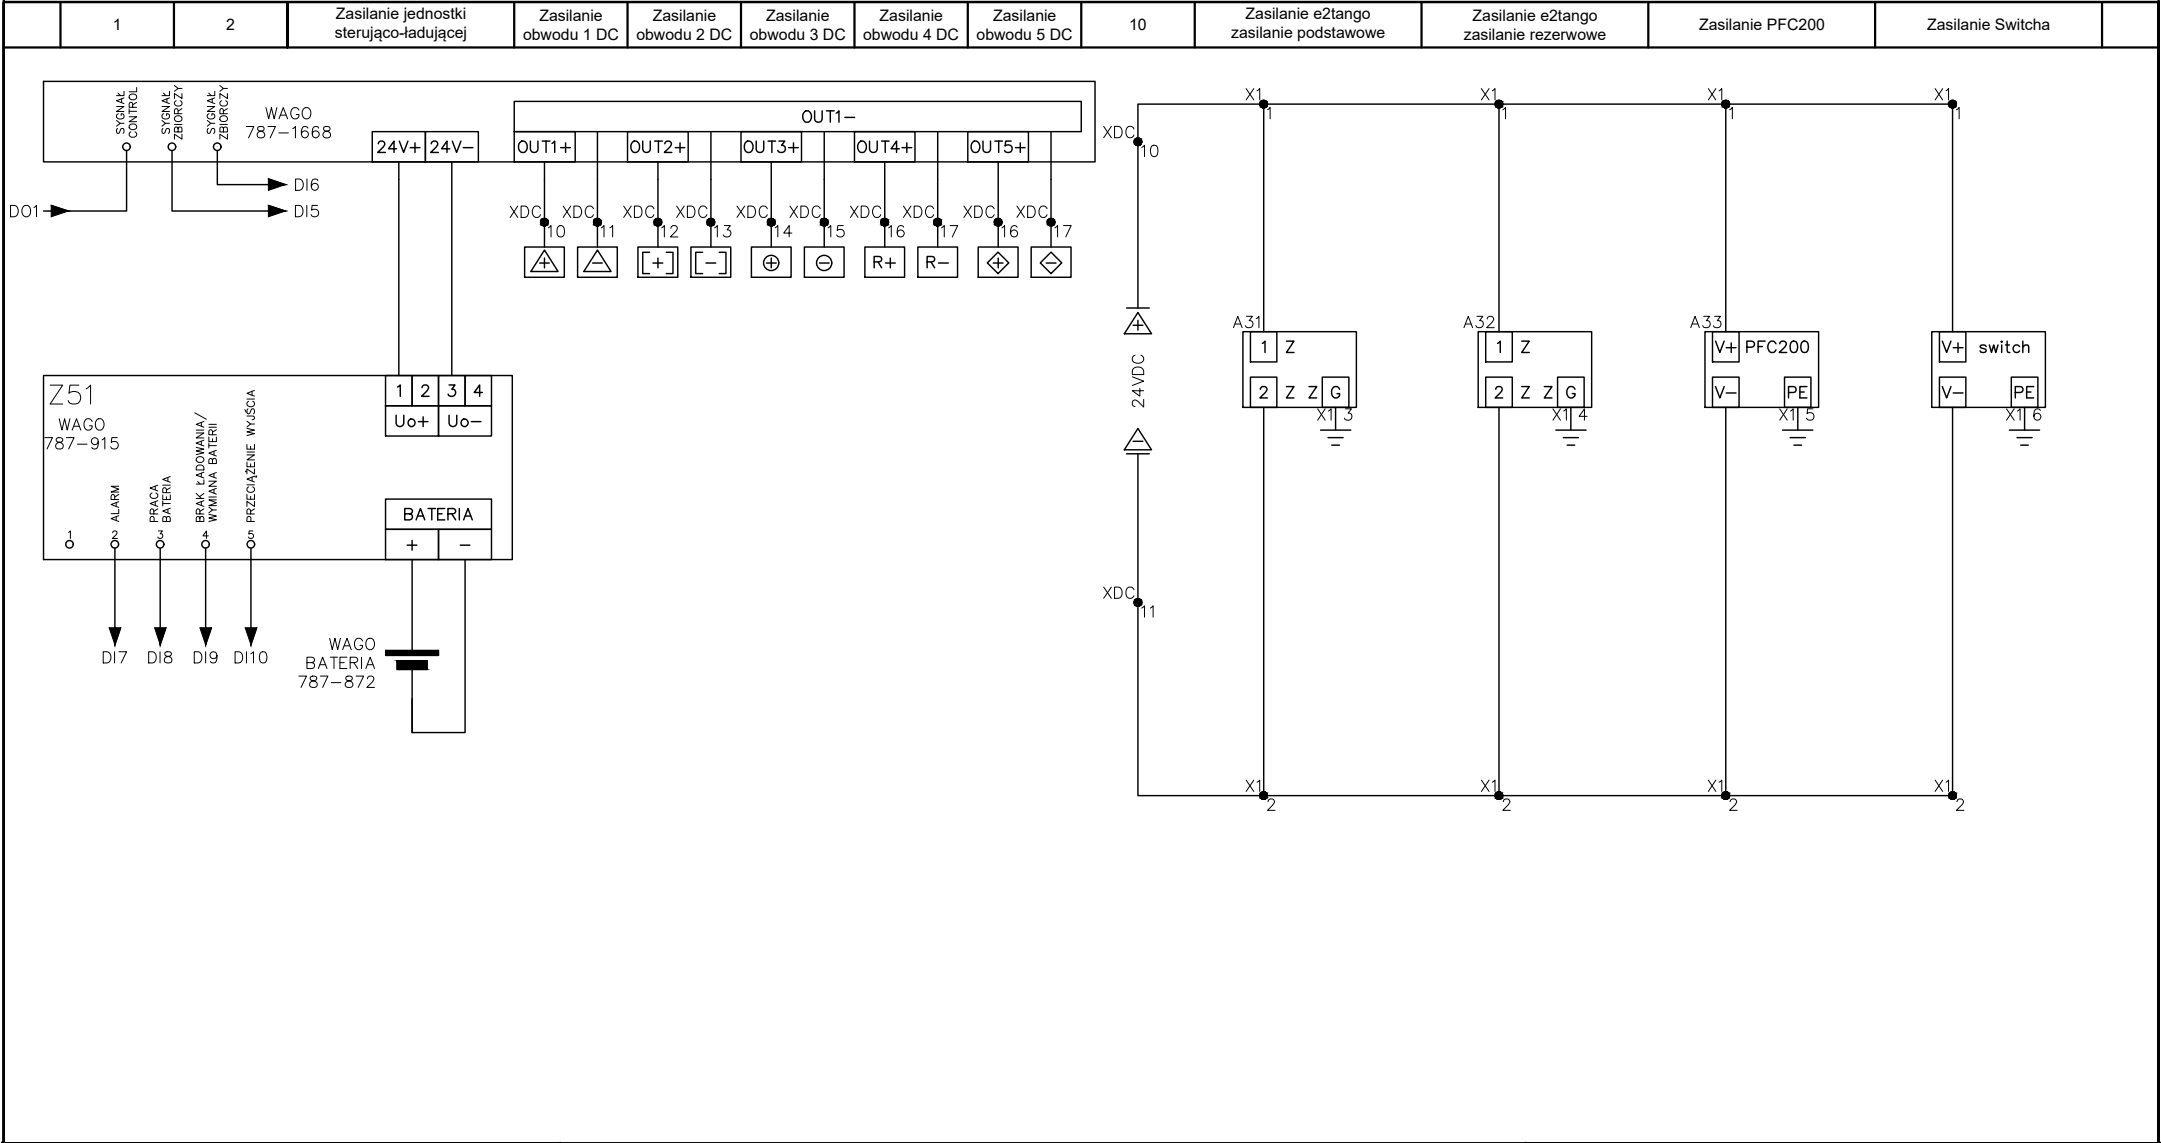 1
2
Zasilanie jednostki
sterująco-ładującej
Zasilanie
obwodu 1 DC
Zasilanie
obwodu 2 DC
Zasilanie
obwodu 3 DC
Zasilanie
obwodu 4 DC
Zasilanie
obwodu 5 DC
10
Zasilanie e2tango
zasilanie podstawowe
Zasilanie e2tango
zasilanie rezerwowe
Zasilanie PFC200
Zasilanie Switcha
SYGNAŁ
CONTROL
SYGNAŁ
ZBIORCZY
SYGNAŁ
ZBIORCZY
WAGO
787-1668
24V+ 24V-
OUT1-
OUT1+ OUT2+ OUT3+ OUT4+ OUT5+
DI6
DO1
DI5
XDC XDC XDC XDC XDC XDC XDC XDC XDC XDC
10 11 12 13 14 15 16 17 16 17
+ - [+] [-] + - R+ R- + -
Z51
WAGO
787-915
1 2 3 4
Uo+ Uo-
1
2 ALARM
3 PRACA
BATERIA
4 BRAK ŁADOWANIA/
WYMIANA BATERII
5 PRZECIĄŻENIE WYJŚCIA
BATERIA
+ -
DI7 DI8 DI9 DI10
WAGO
BATERIA
787-872
XDC
10
+
24VDC
-
XDC
11
X1 X1 X1 X1
1 1 1 1
A31
1 Z
2 Z Z G
X1 3
A32
1 Z
2 Z Z G
X1 4
A33
V+ PFC200
V- PE
X1 5
V+ switch
V- PE
X1 6
X1 X1 X1 X1
2 2 2 2